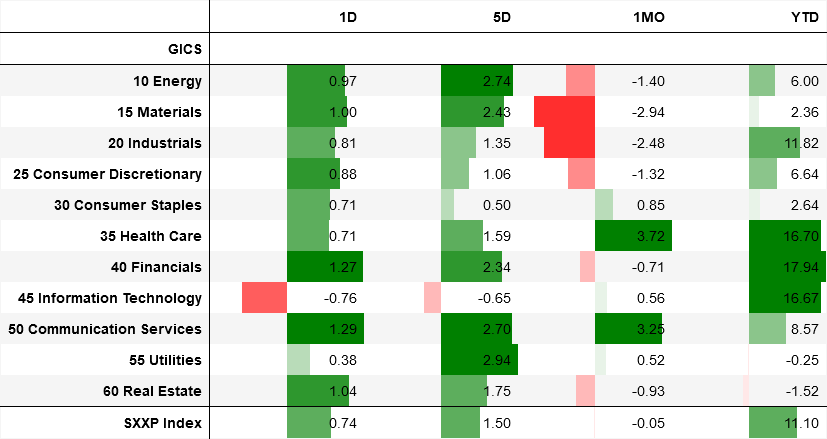 1D 5D 1MO YTD
GICS
10 Energy 0.97 2.74 -1.40 6.00
15 Materials 1.00 2.43 -2.94 2.36
20 Industrials 0.81 1.35 -2.48 11.82
25 Consumer Discretionary 0.88 1.06 -1.32 6.64
30 Consumer Staples 0.71 0.50 0.85 2.64
35 Health Care 0.71 1.59 3.72 16.70
40 Financials 1.27 2.34 -0.71 17.94
45 Information Technology -0.76 -0.65 0.56 16.67
50 Communication Services 1.29 2.70 3.25 8.57
55 Utilities 0.38 2.94 0.52 -0.25
60 Real Estate 1.04 1.75 -0.93 -1.52
SXXP Index 0.74 1.50 -0.05 11.10